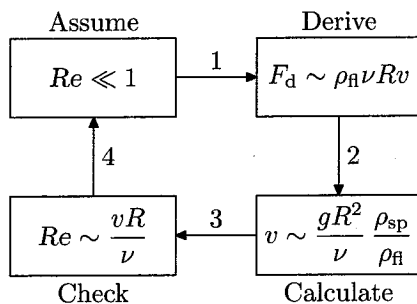 Assume
Derive
Re ≪ 1
1
F_d ∼ ρ_fl νRv
4
2
Re ∼ vR/ν
3
v ∼ gR²/ν ρ_sp/ρ_fl
Check
Calculate